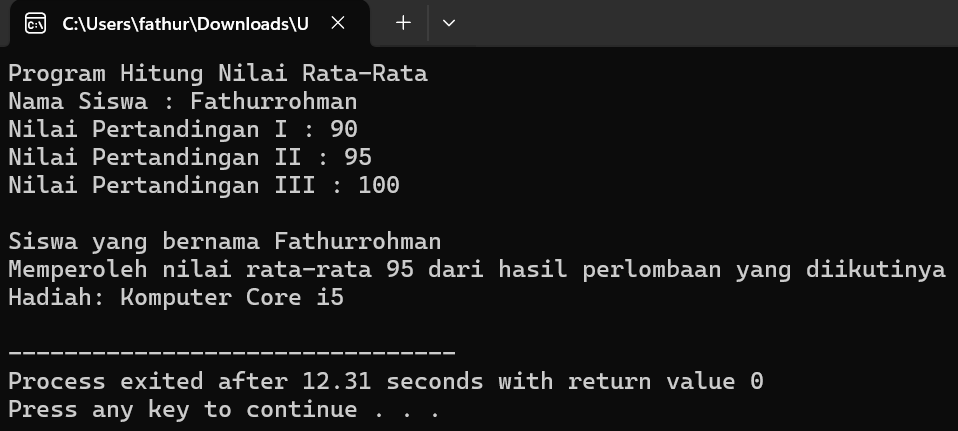 C:\Users\fathur\Downloads\U
Program Hitung Nilai Rata-Rata
Nama Siswa : Fathurrohman
Nilai Pertandingan I : 90
Nilai Pertandingan II : 95
Nilai Pertandingan III : 100
Siswa yang bernama Fathurrohman
Memperoleh nilai rata-rata 95 dari hasil perlombaan yang diikutinya
Hadiah: Komputer Core i5
--------------------------------
Process exited after 12.31 seconds with return value 0
Press any key to continue . . .